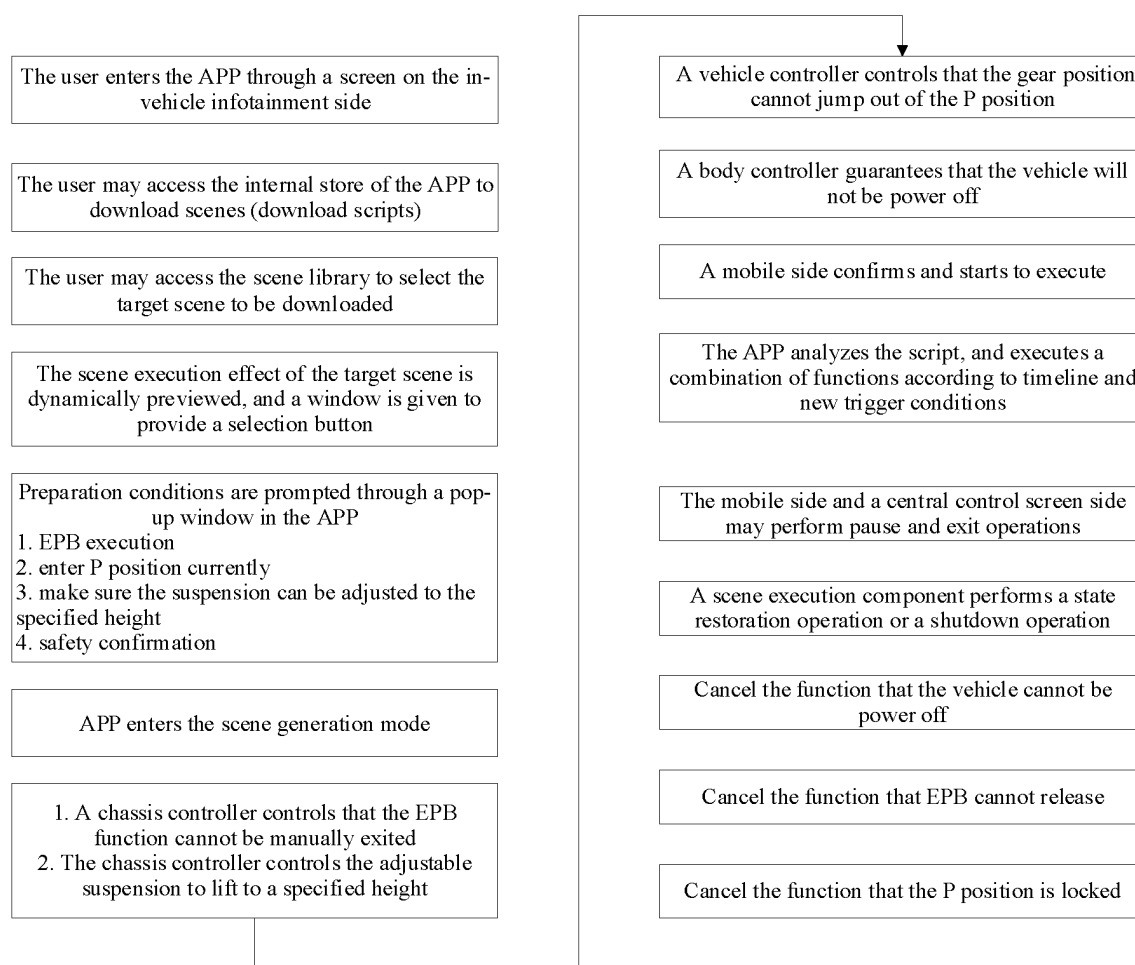 The user enters the APP through a screen on the in-
vehicle infotainment side
The user may access the internal store of the APP to
download scenes (download scripts)
The user may access the scene library to select the
target scene to be downloaded
The scene execution effect of the target scene is
dynamically previewed, and a window is given to
provide a selection button
Preparation conditions are prompted through a pop-
up window in the APP
1. EPB execution
2. enter P position currently
3. make sure the suspension can be adjusted to the
specified height
4. safety confirmation
APP enters the scene generation mode
1. A chassis controller controls that the EPB
function cannot be manually exited
2. The chassis controller controls the adjustable
suspension to lift to a specified height
A vehicle controller controls that the gear position
cannot jump out of the P position
A body controller guarantees that the vehicle will
not be power off
A mobile side confirms and starts to execute
The APP analyzes the script, and executes a
combination of functions according to timeline and
new trigger conditions
The mobile side and a central control screen side
may perform pause and exit operations
A scene execution component performs a state
restoration operation or a shutdown operation
Cancel the function that the vehicle cannot be
power off
Cancel the function that EPB cannot release
Cancel the function that the P position is locked